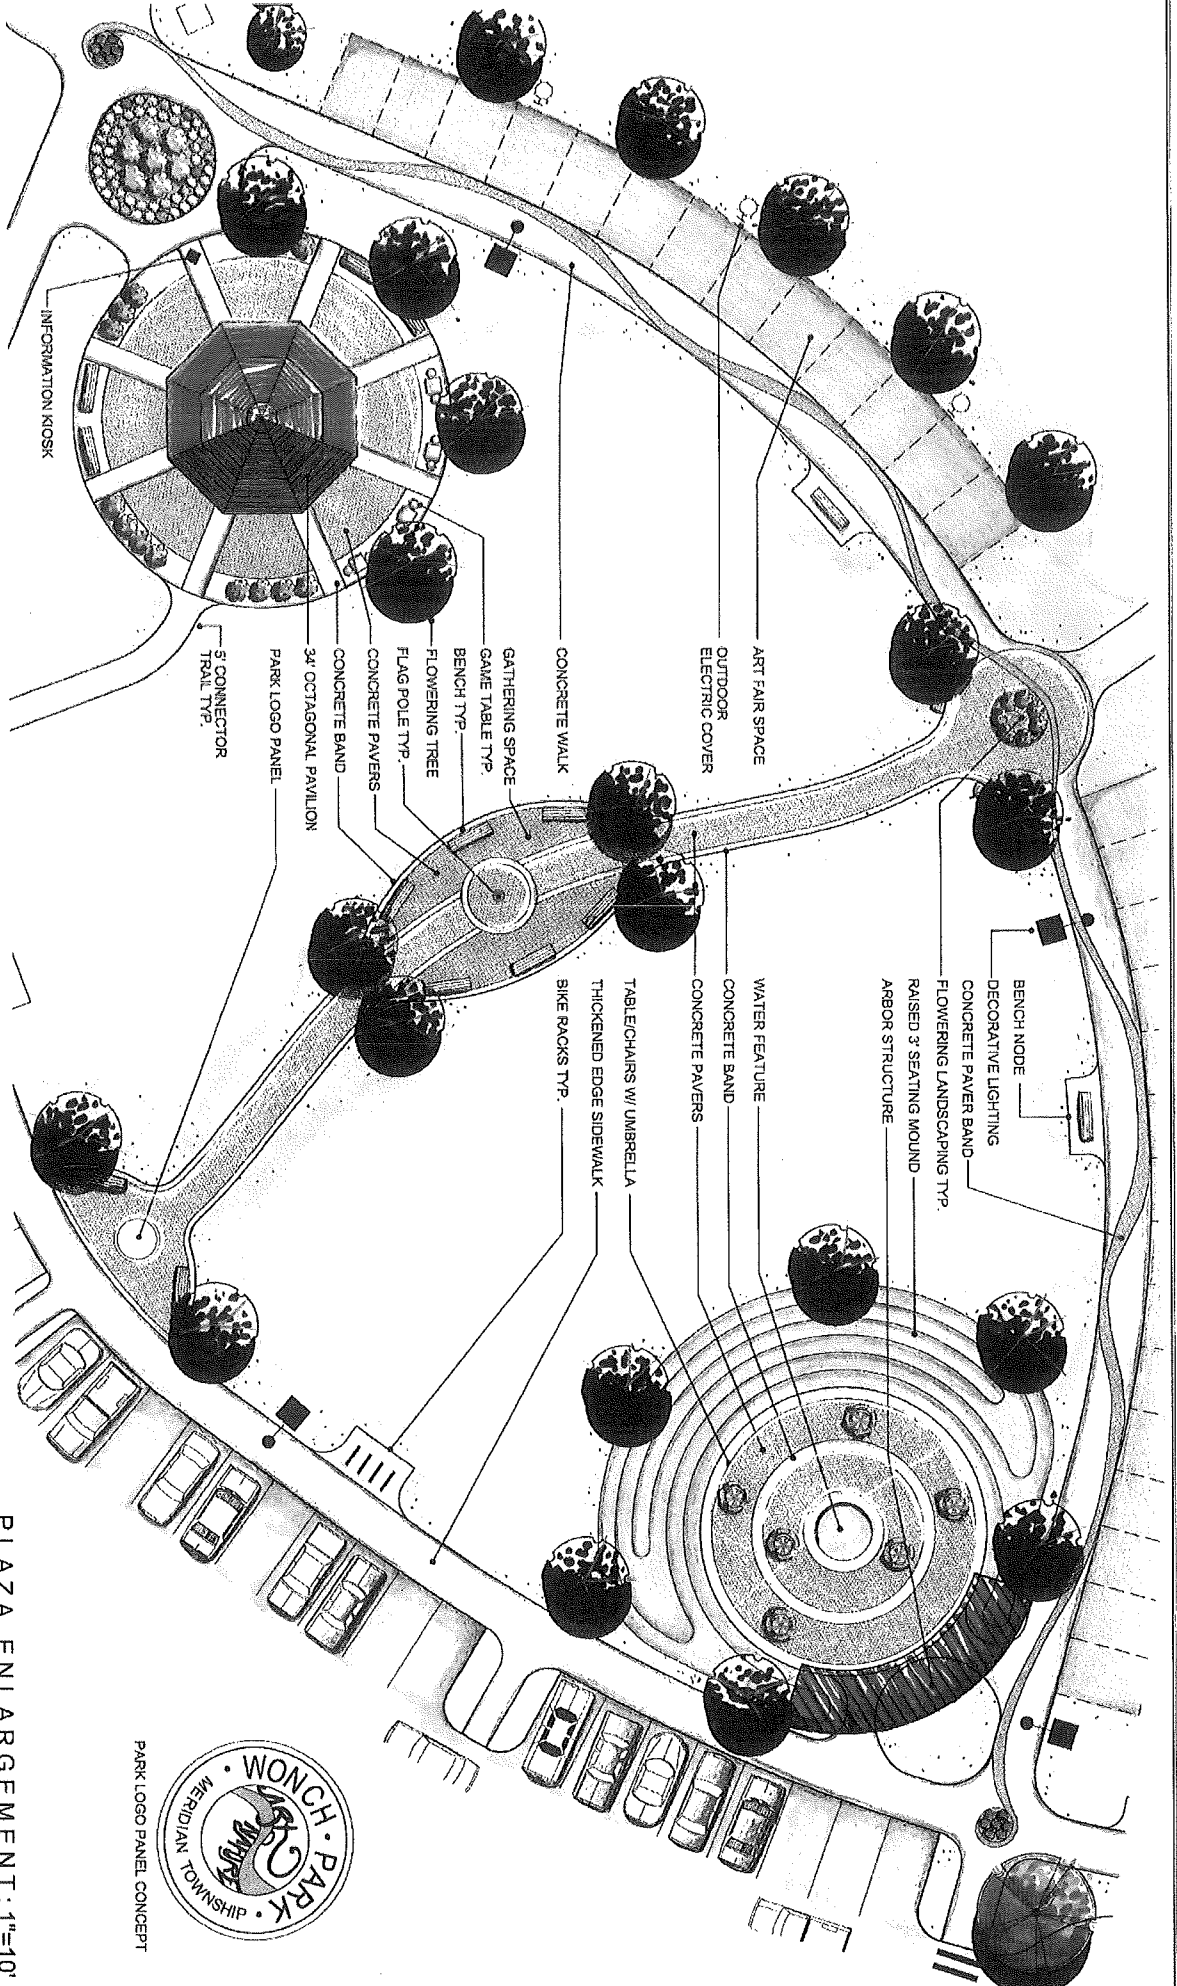 ART FAIR SPACE
OUTDOOR
ELECTRIC COVER
CONCRETE WALK
GATHERING SPACE
GAME TABLE TYP.
BENCH TYP.
FLOWERING TREE
FLAG POLE TYP.
CONCRETE PAVERS
CONCRETE BAND
34' OCTAGONAL PAVILION
PARK LOGO PANEL
5' CONNECTOR
TRAIL TYP.
INFORMATION KIOSK
BENCH NODE
DECORATIVE LIGHTING
CONCRETE PAVER BAND
FLOWERING LANDSCAPING TYP.
RAISED 3' SEATING MOUND
ARBOR STRUCTURE
WATER FEATURE
CONCRETE BAND
CONCRETE PAVERS
TABLE/CHAIRS W/ UMBRELLA
THICKENED EDGE SIDEWALK
BIKE RACKS TYP.
• WONCH • PARK •
MERIDIAN TOWNSHIP
ART
NATURE
PARK LOGO PANEL CONCEPT
PLAZA ENLARGEMENT: 1"=10'